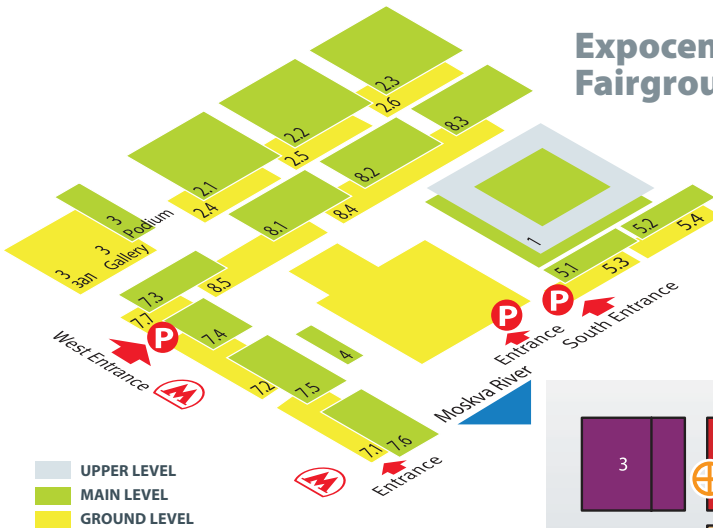 Expocen
Fairgrou
2.3
2.6
8.3
2.2
2.5
8.2
2.1
2.4
8.4
8.1
8.5
3
Podium
3
Gallery
3
Зал
1
5.2
5.4
5.1
5.3
7.3
7.7
P
7.4
4
7.2
7.5
7.1
7.6
West Entrance
M
P
Entrance
P
South Entrance
Moskva River
M
Entrance
3
UPPER LEVEL
MAIN LEVEL
GROUND LEVEL